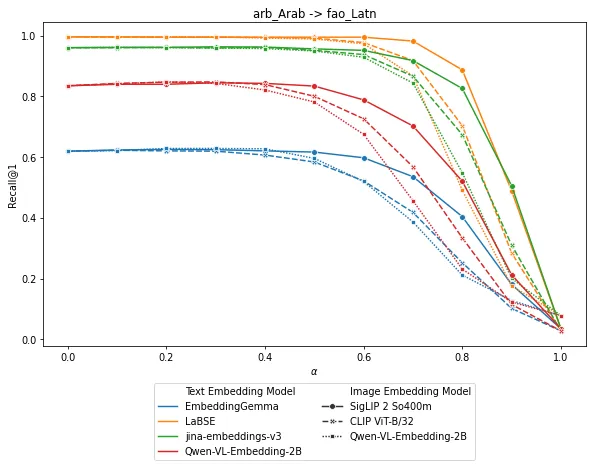 arb_Arab -> fao_Latn
Recall@1
1.0
0.8
0.6
0.4
0.2
0.0
0.0 0.2 0.4 0.6 0.8 1.0
α
Text Embedding Model
EmbeddingGemma
LaBSE
jina-embeddings-v3
Qwen-VL-Embedding-2B
Image Embedding Model
SigLIP 2 So400m
CLIP ViT-B/32
Qwen-VL-Embedding-2B